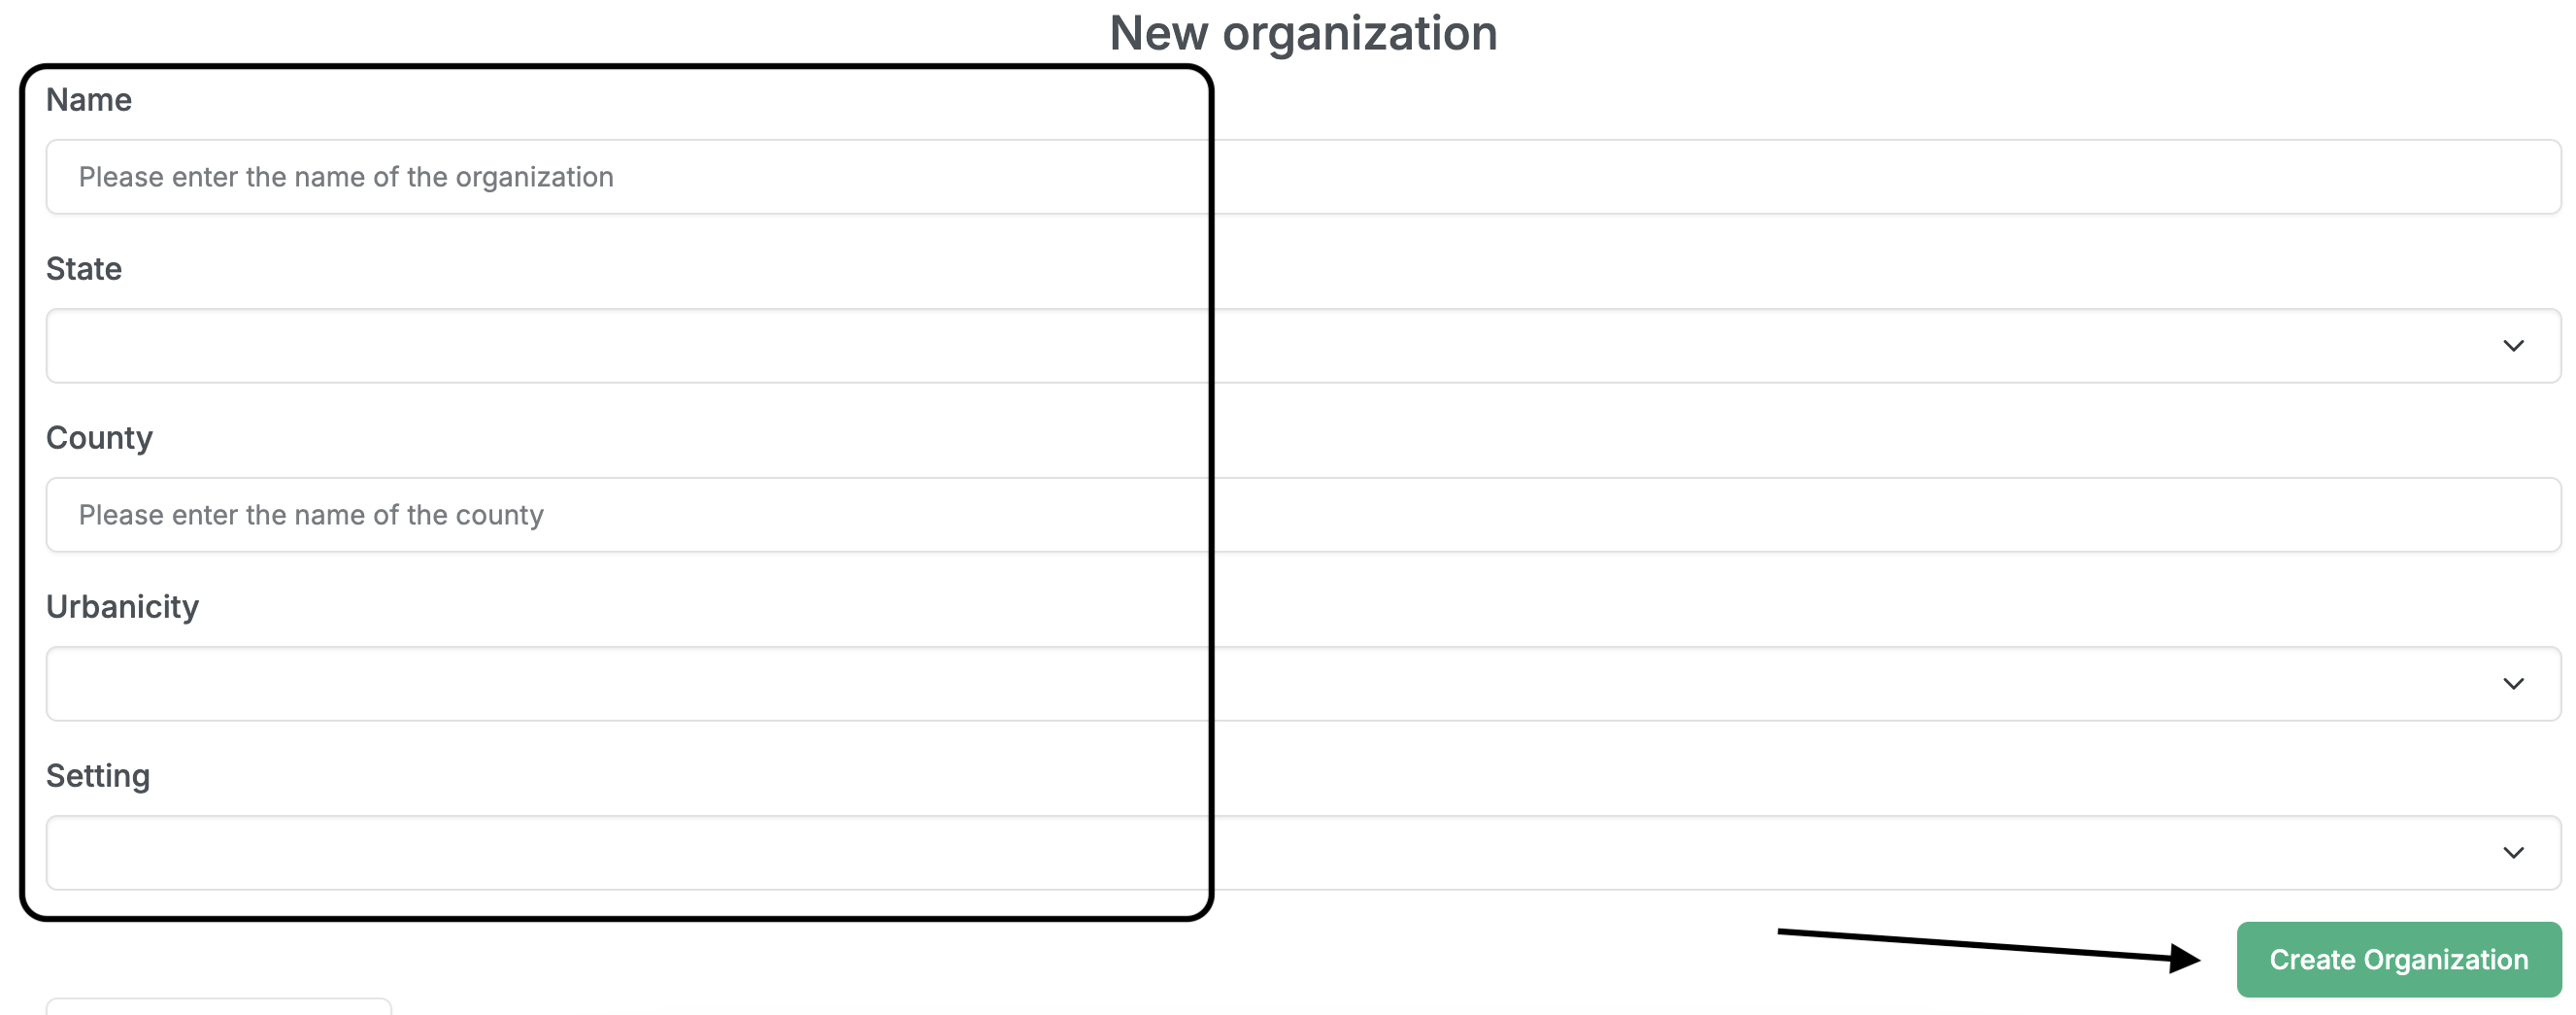 New organization
Name
Please enter the name of the organization
State
County
Please enter the name of the county
Urbanicity
Setting
Create Organization